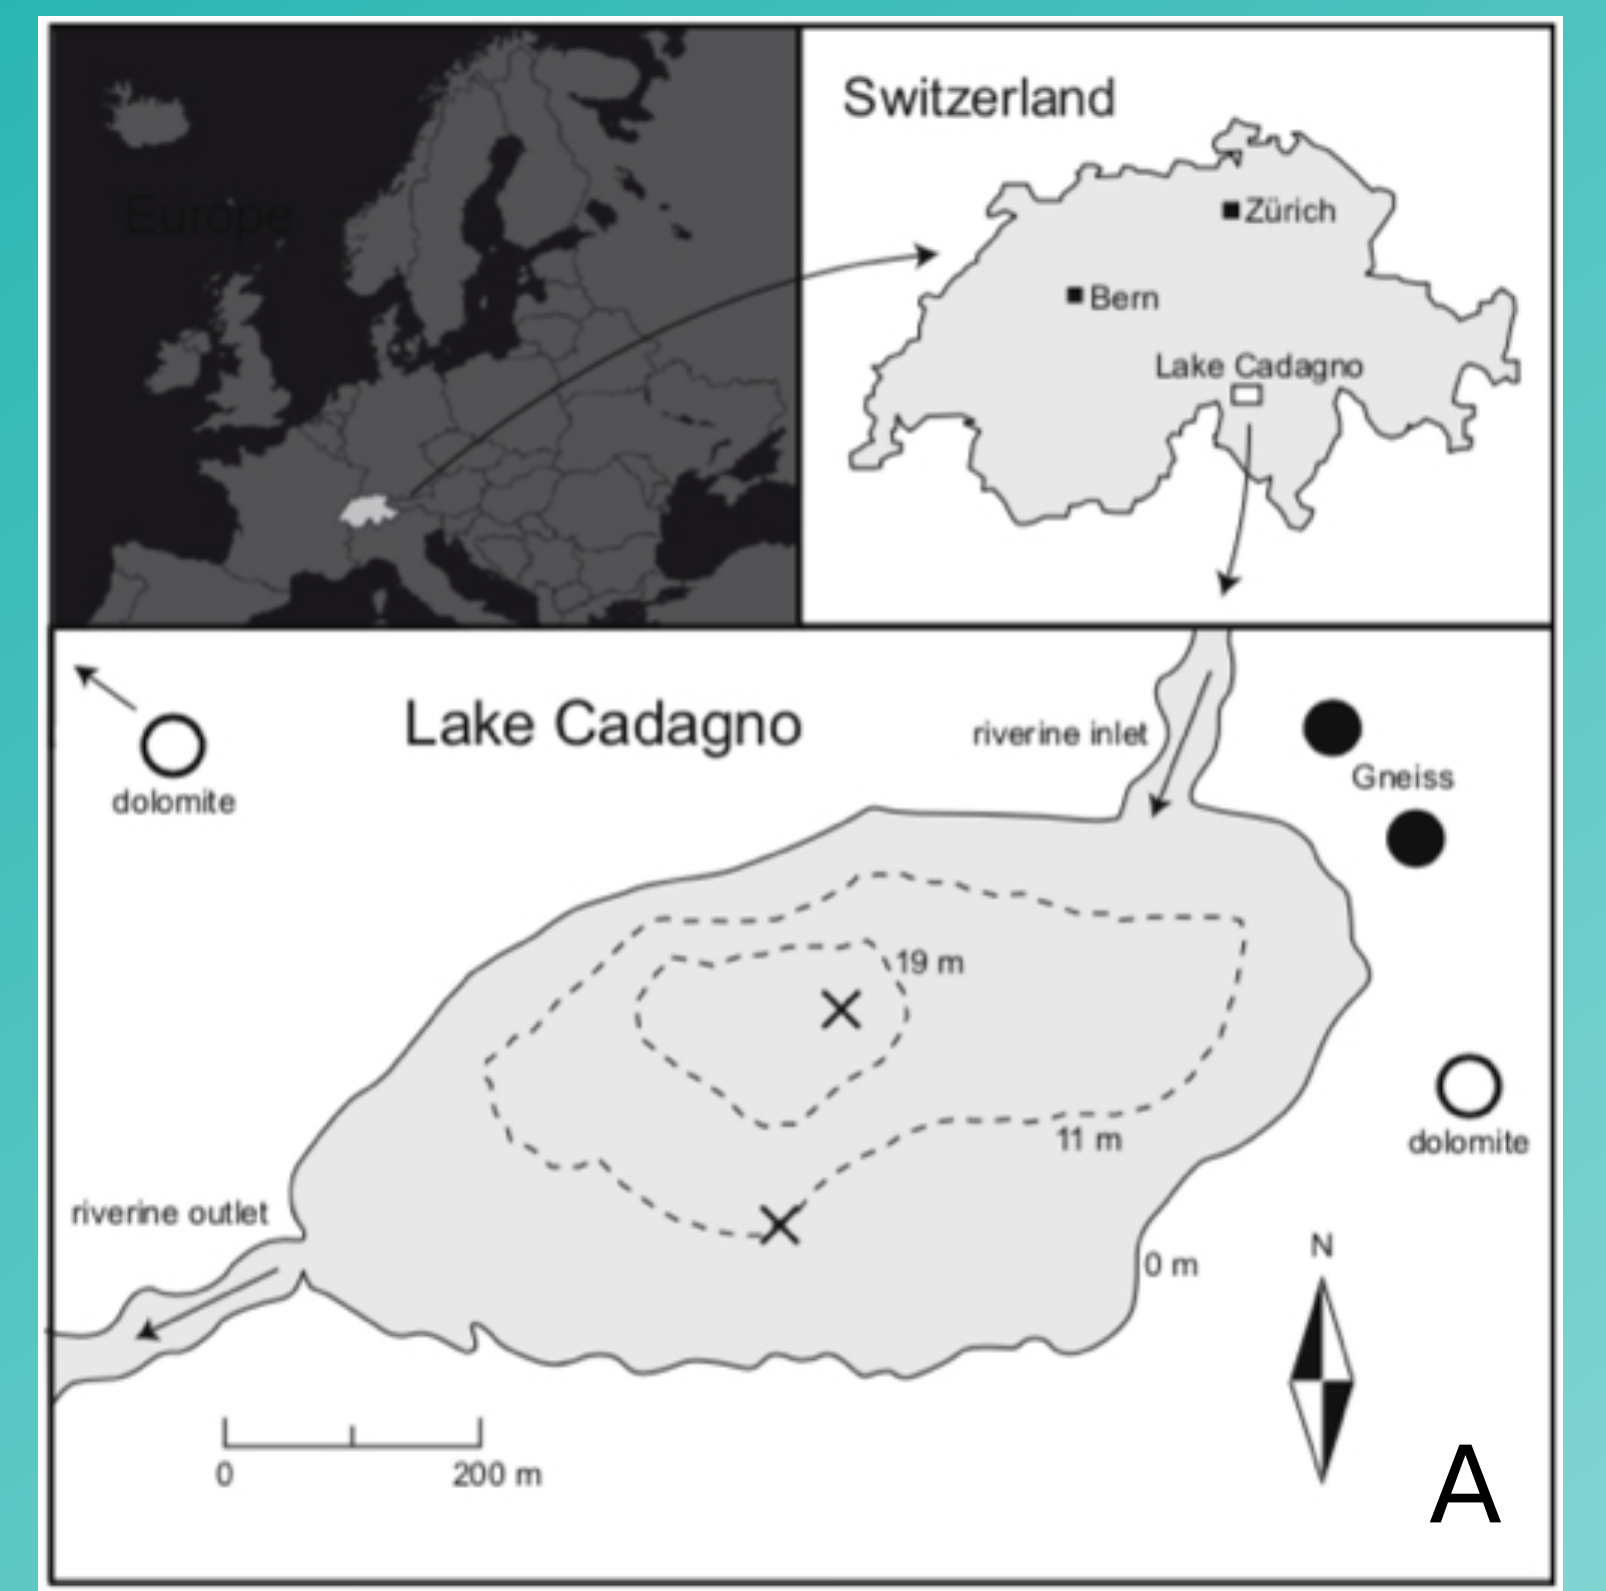 Europe
Switzerland
Zürich
Bern
Lake Cadagno
Lake Cadagno
riverine inlet
Gneiss
dolomite
19 m
11 m
dolomite
riverine outlet
0 m
N
0 200 m
A